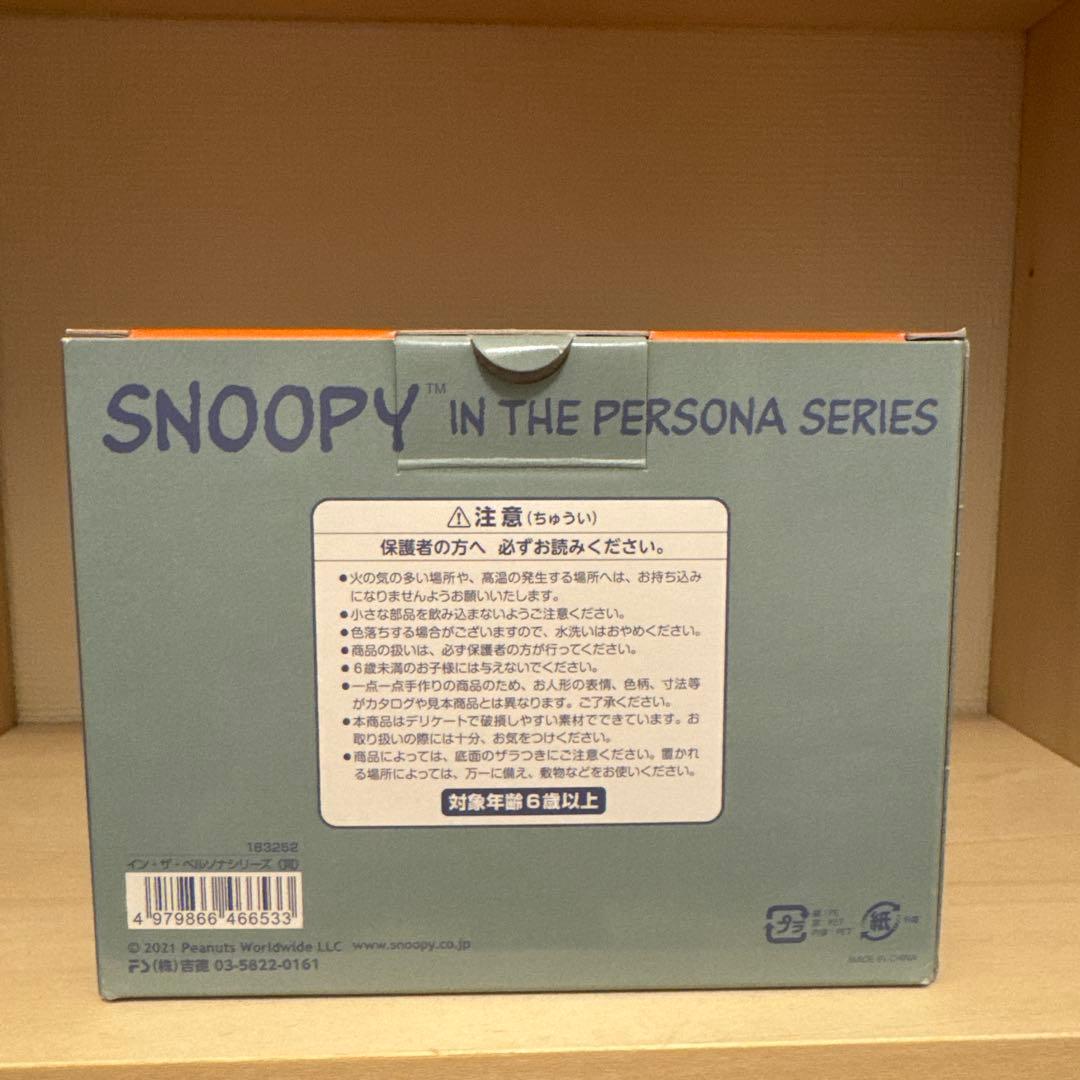 SNOOPY™ IN THE PERSONA SERIES
⚠注意(ちゅうい)
保護者の方へ 必ずお読みください。
●火の気の多い場所や、高温の発生する場所へは、お持ち込み
になりませんようお願いいたします。
●小さな部品を飲み込まないようご注意ください。
●色落ちする場合がございますので、水洗いはおやめください。
●商品の扱いは、必ず保護者の方が行ってください。
●6歳未満のお子様には与えないでください。
●一点一点手作りの商品のため、お人形の表情、色柄、寸法等
がカタログや見本商品とは異なります。ご了承ください。
●本商品はデリケートで破損しやすい素材でできています。お
取り扱いの際には十分、お気をつけください。
●商品によっては、底面のザラつきにご注意ください。置かれ
る場所によっては、万一に備え、敷物などをお使いください。
対象年齢6歳以上
183252
イン・ザ・ペルソナシリーズ
4 979866 466533
© 2021 Peanuts Worldwide LLC www.snoopy.co.jp
(株)吉徳 03-5822-0161
プラ
紙
MADE IN CHINA